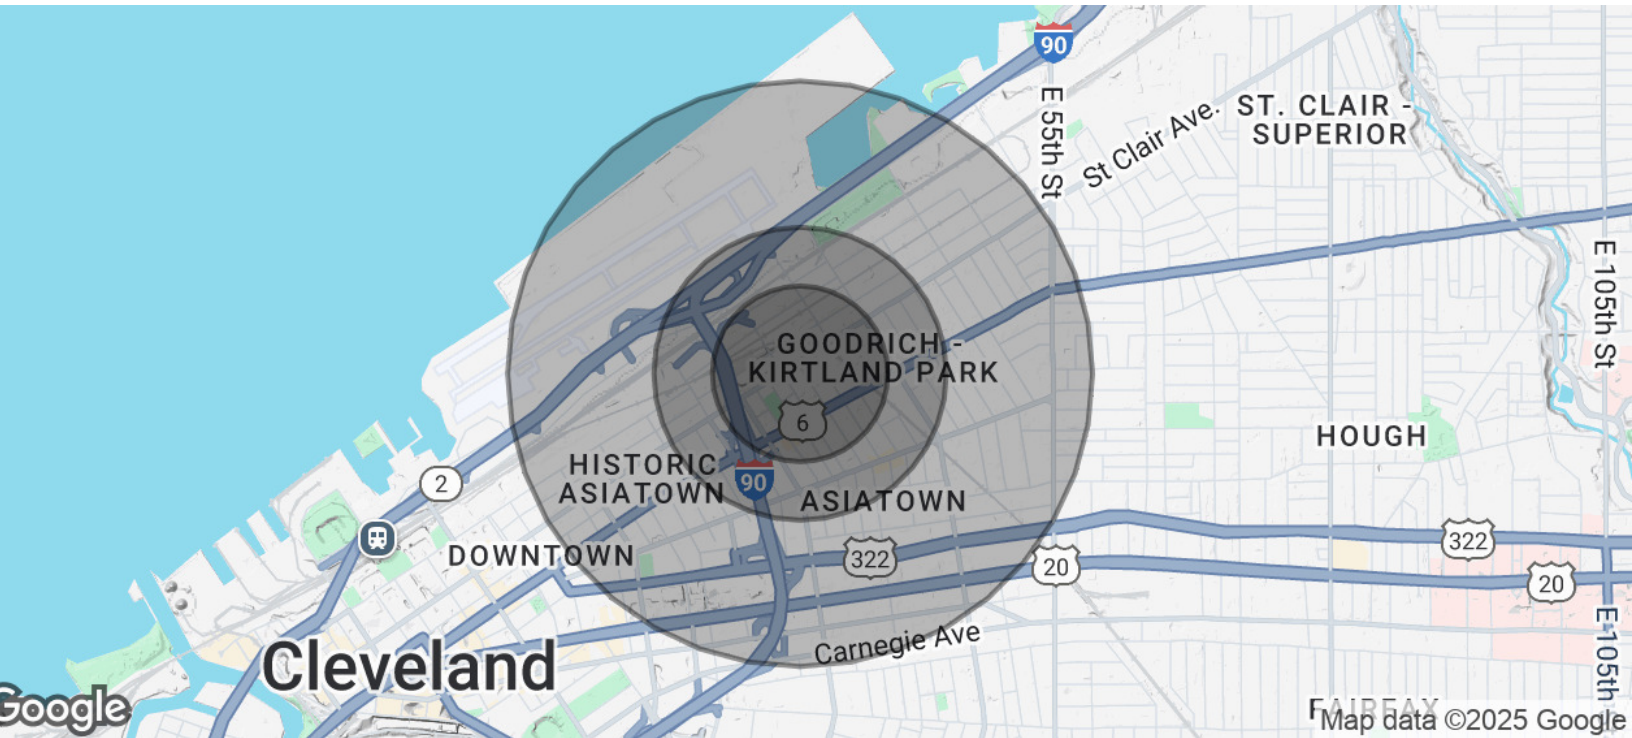 90
E 55th St
St Clair Ave.
ST. CLAIR -
SUPERIOR
E 105th St
GOODRICH -
KIRTLAND PARK
6
HOUGH
HISTORIC
ASIATOWN
90
ASIATOWN
2
DOWNTOWN
322
322
20
20
E 105th
Carnegie Ave
Cleveland
Google
FAIRFAX
Map data ©2025 Google